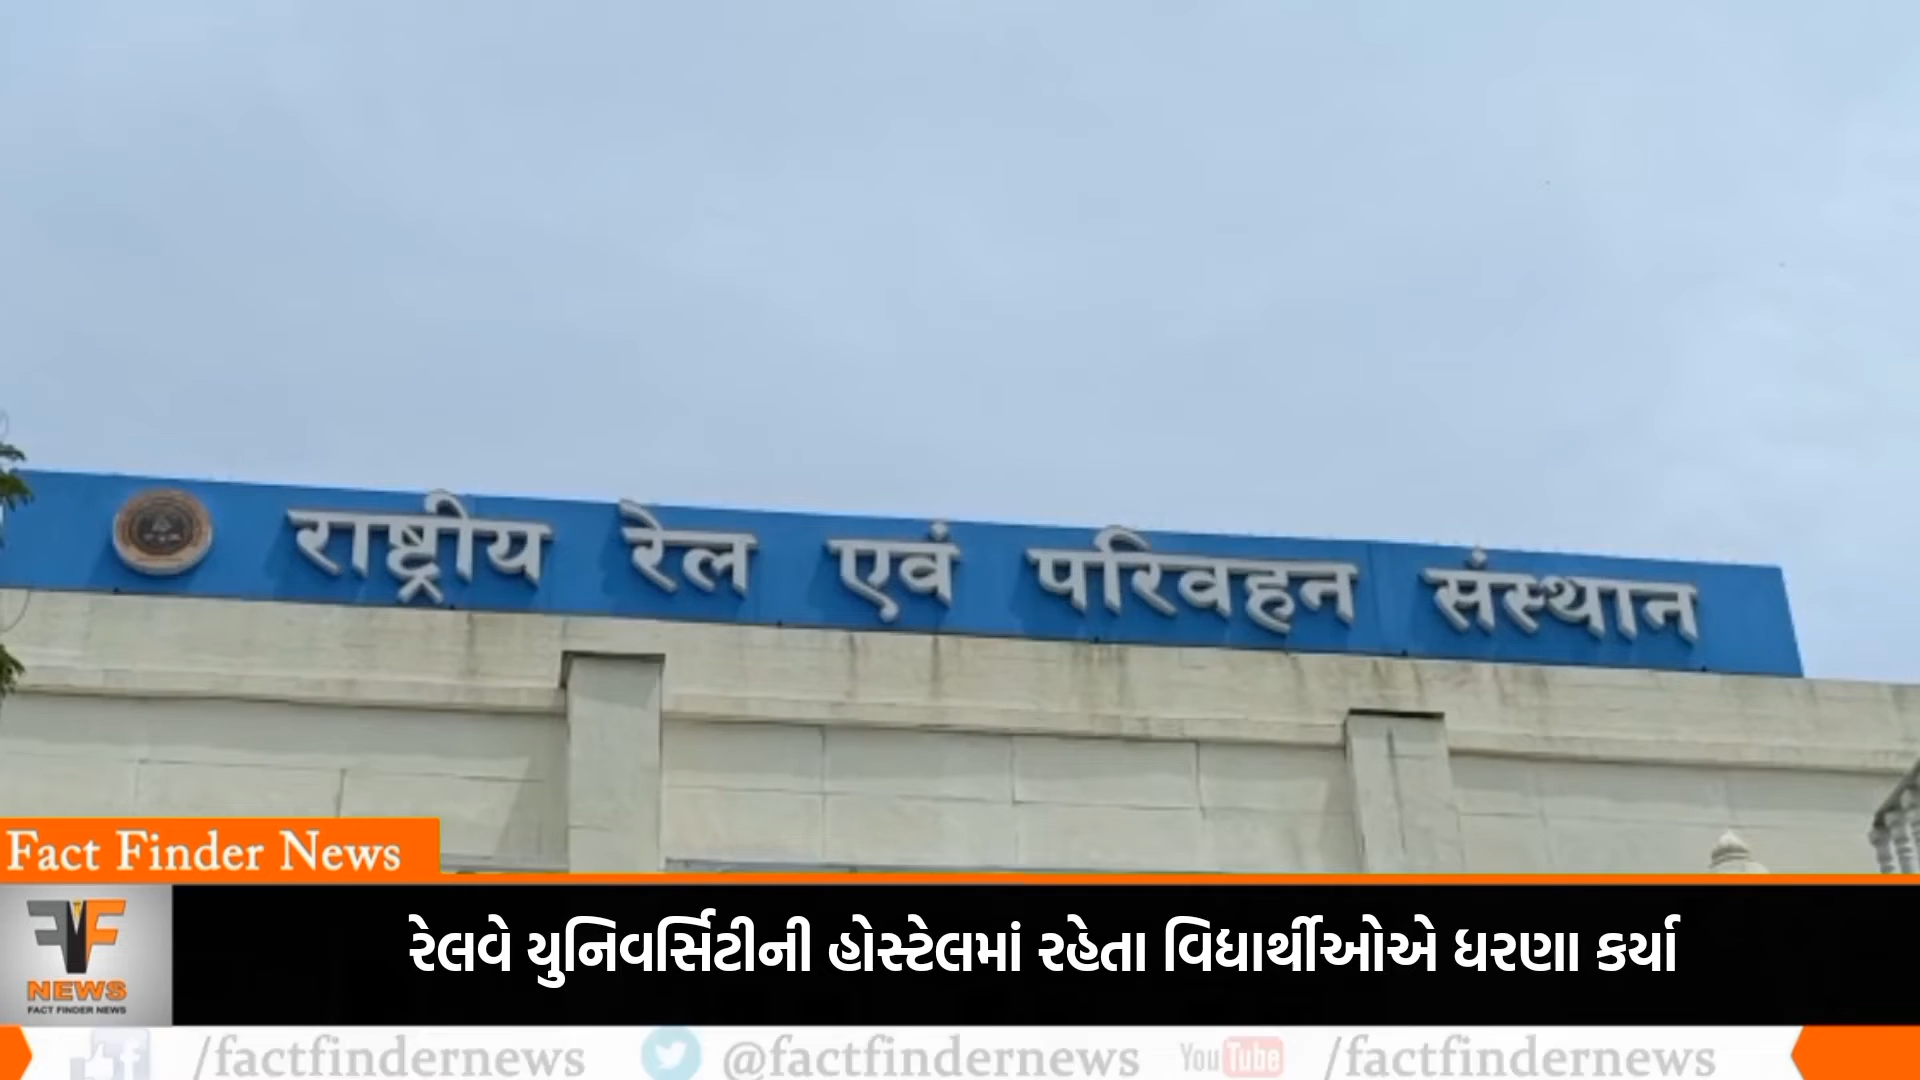 राष्ट्रीय रेल एवं परिवहन संस्थान
Fact Finder News
રેલવે યુનિવર્સિટીની હોસ્ટેલમાં રહેતા વિદ્યાર્થીઓએ ધરણા કર્યા
FF
NEWS
FACT FINDER NEWS
f /factfindernews @factfindernews YouTube /factfindernews